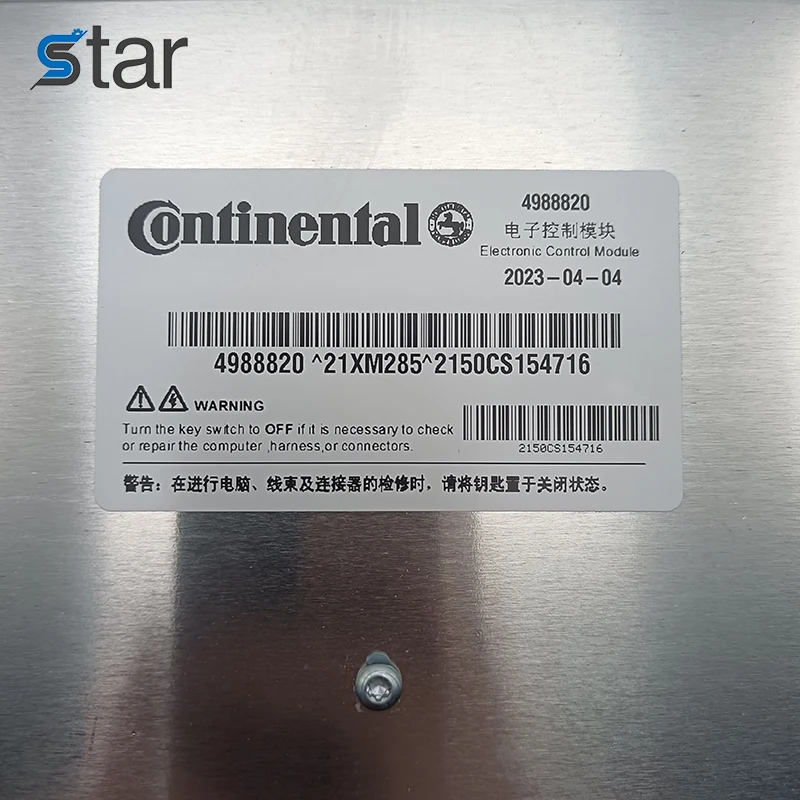 star
Continental
4988820
电子控制模块
Electronic Control Module
2023-04-04
4988820 ^21XM285^2150CS154716
WARNING
Turn the key switch to OFF if it is necessary to check
or repair the computer ,harness,or connectors.
2150CS154716
警告: 在进行电脑、线束及连接器的检修时, 请将钥匙置于关闭状态。